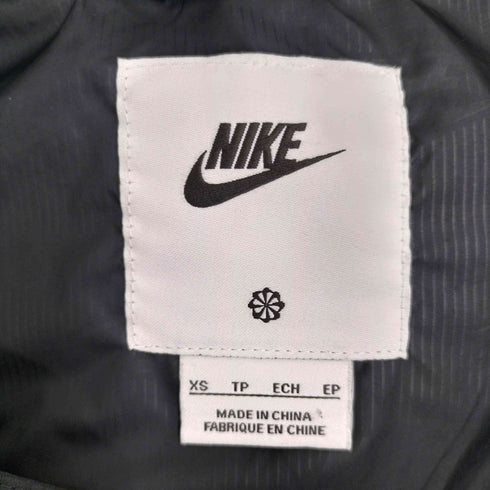 NIKE
XS TP ECH EP
MADE IN CHINA
FABRIQUE EN CHINE